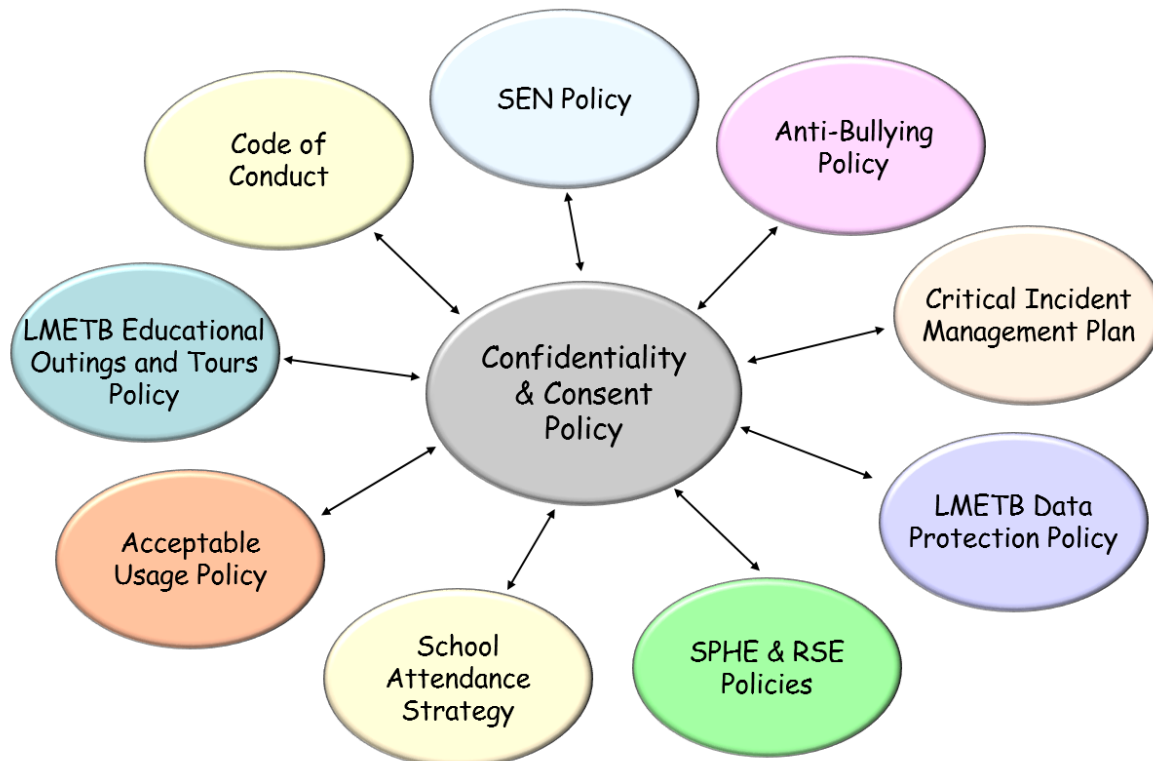 SEN Policy
Code of
Conduct
Anti-Bullying
Policy
LMETB Educational
Outings and Tours
Policy
Confidentiality
& Consent
Policy
Critical Incident
Management Plan
LMETB Data
Protection Policy
Acceptable
Usage Policy
School
Attendance
Strategy
SPHE & RSE
Policies